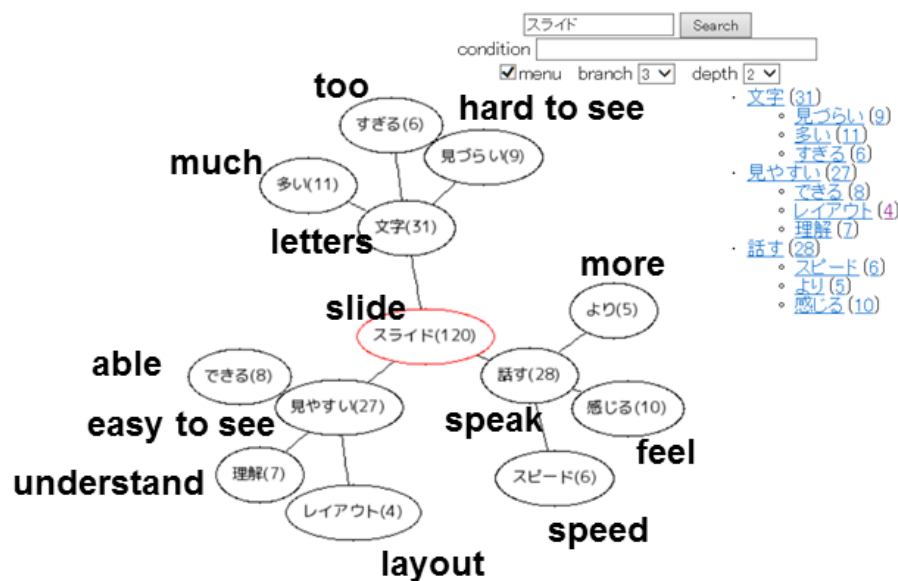 スライド Search
condition
menu branch 3 depth 2
too
すぎる(6)
hard to see
見づらい(9)
much
多い(11)
文字(31)
letters
slide
スライド(120)
more
より(5)
able
できる(8)
見やすい(27)
easy to see
理解(7)
understand
レイアウト(4)
layout
話す(28)
speak
感じる(10)
feel
スピード(6)
speed
・ 文字 (31)
◦ 見づらい (9)
◦ 多い (11)
◦ すぎる (6)
・ 見やすい (27)
◦ できる (8)
◦ レイアウト (4)
◦ 理解 (7)
・ 話す (28)
◦ スピード (6)
◦ より (5)
◦ 感じる (10)